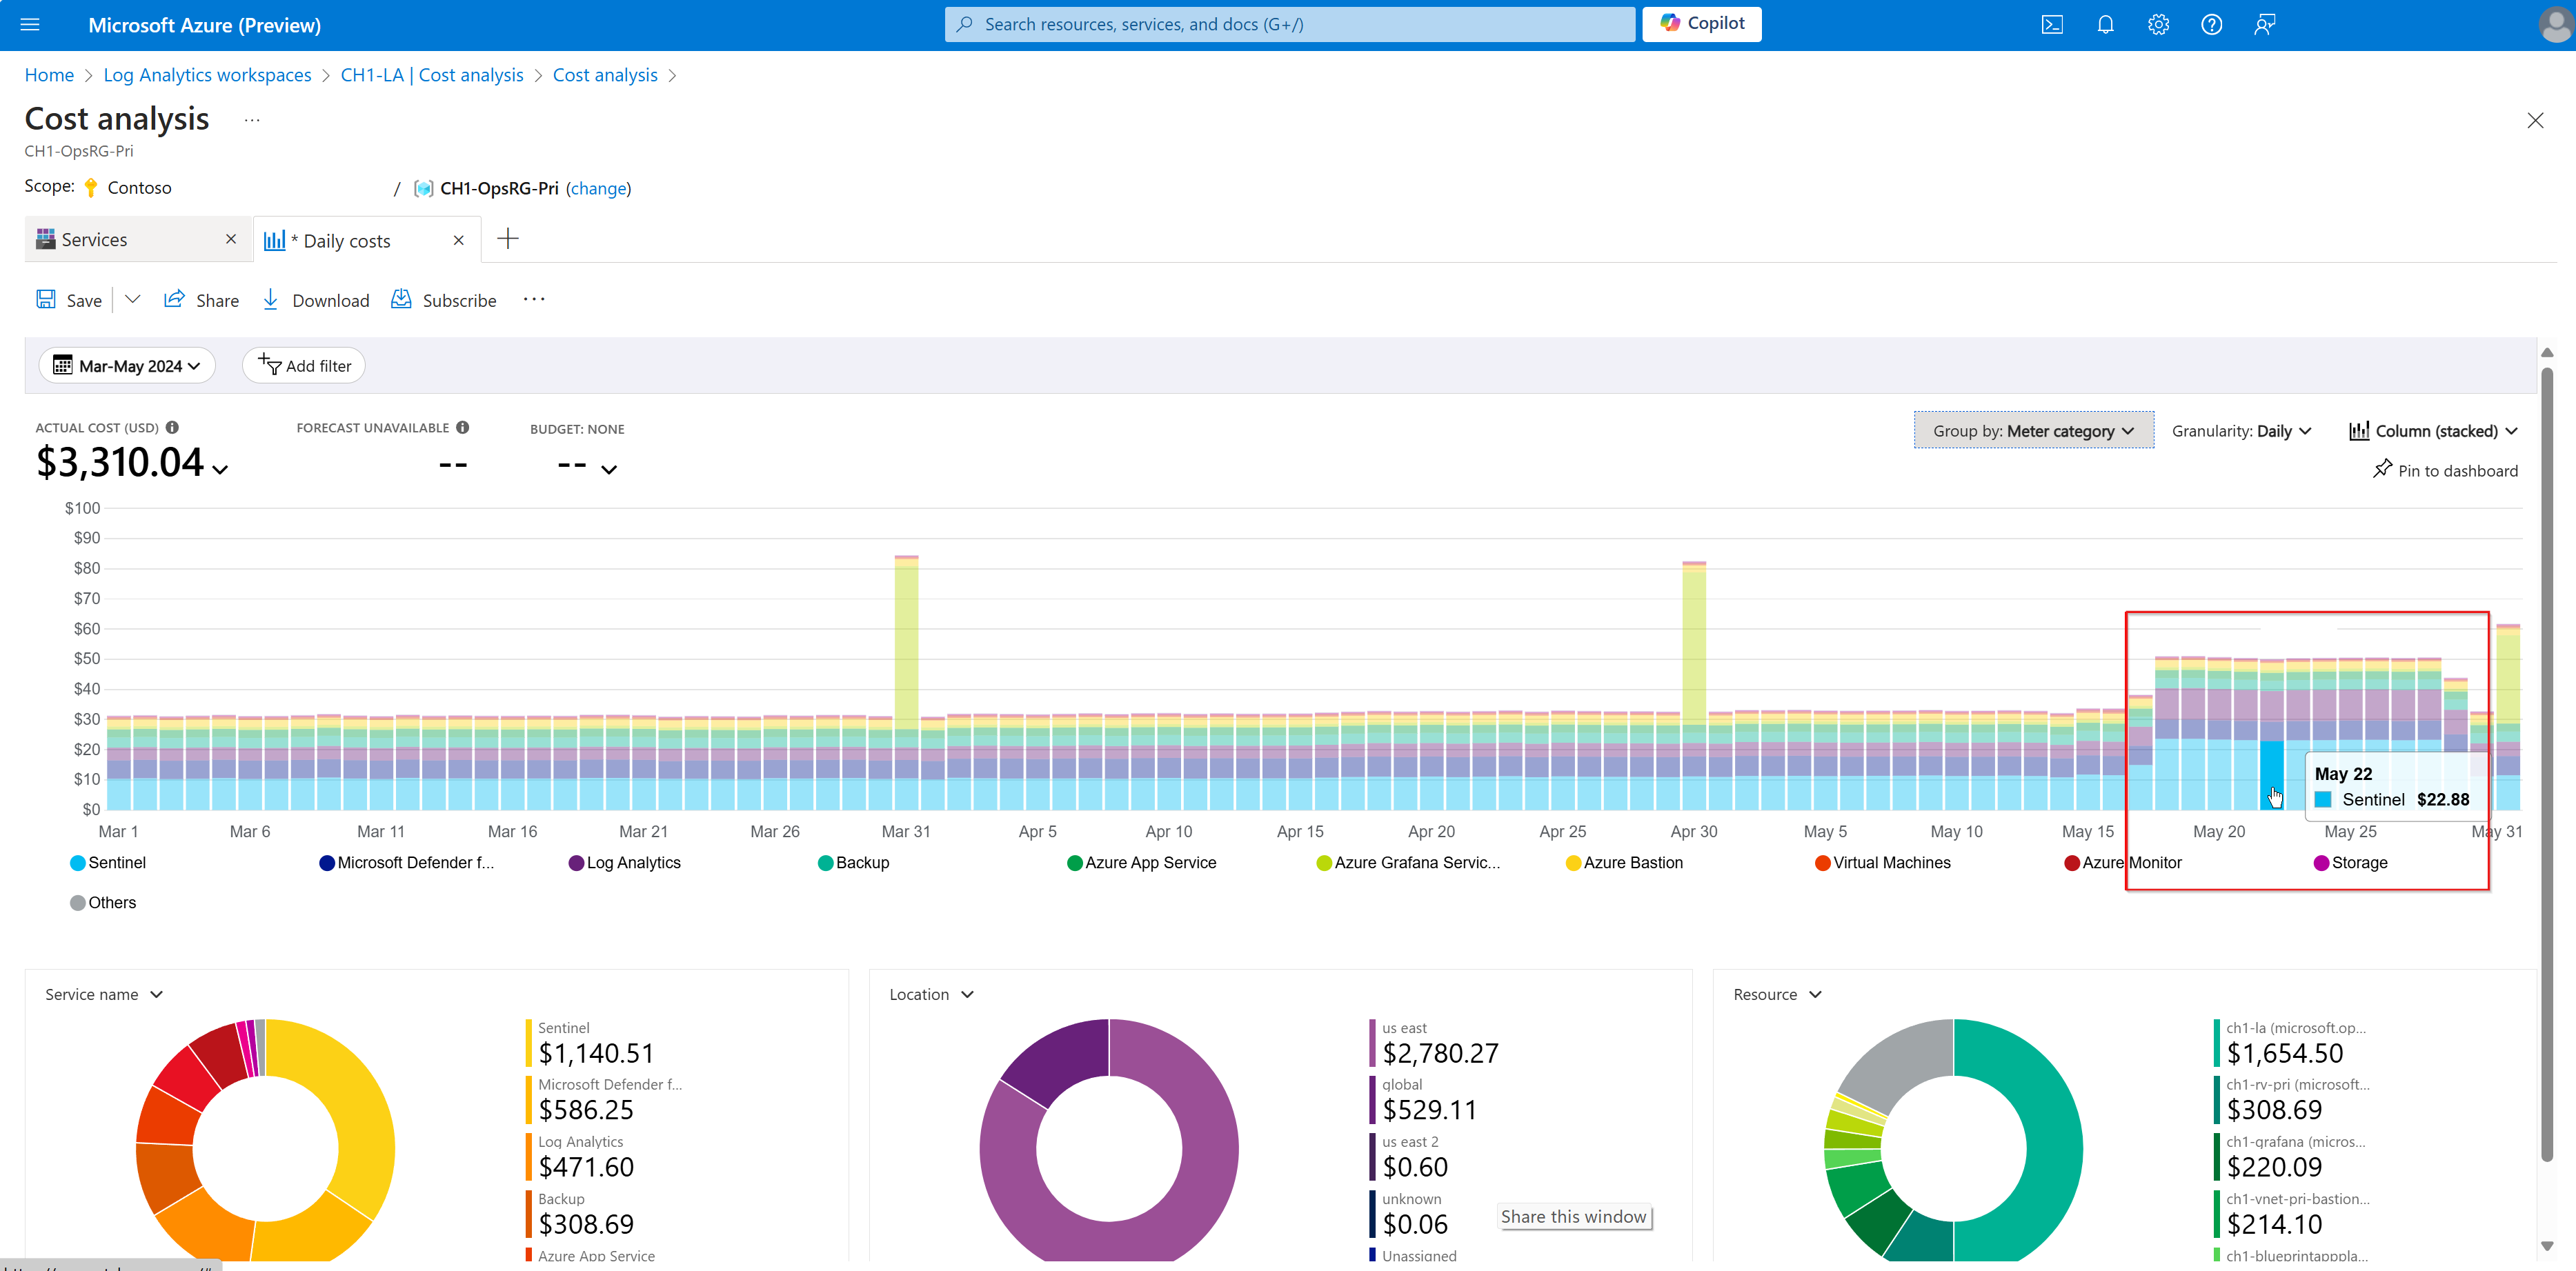 Microsoft Azure (Preview)
Search resources, services, and docs (G+/)
Copilot
Home > Log Analytics workspaces > CH1-LA | Cost analysis > Cost analysis >
Cost analysis ...
CH1-OpsRG-Pri
Scope: Contoso / CH1-OpsRG-Pri (change)
Services
* Daily costs
Save Share Download Subscribe ...
Mar-May 2024 Add filter
ACTUAL COST (USD) FORECAST UNAVAILABLE BUDGET: NONE
$3,310.04 -- --
Group by: Meter category Granularity: Daily Column (stacked)
Pin to dashboard
$100
$90
$80
$70
$60
$50
$40
$30
$20
$10
$0
May 22
Sentinel $22.88
Mar 1 Mar 6 Mar 11 Mar 16 Mar 21 Mar 26 Mar 31 Apr 5 Apr 10 Apr 15 Apr 20 Apr 25 Apr 30 May 5 May 10 May 15 May 20 May 25 May 31
Sentinel Microsoft Defender f... Log Analytics Backup Azure App Service Azure Grafana Servic... Azure Bastion Virtual Machines Azure Monitor Storage
Others
Service name
Sentinel
$1,140.51
Microsoft Defender f...
$586.25
Log Analytics
$471.60
Backup
$308.69
Azure App Service
Location
us east
$2,780.27
global
$529.11
us east 2
$0.60
unknown
$0.06
Unassigned
Share this window
Resource
ch1-la (microsoft.op...
$1,654.50
ch1-rv-pri (microsoft...
$308.69
ch1-grafana (micros...
$220.09
ch1-vnet-pri-bastion...
$214.10
ch1-blueprintapppla...